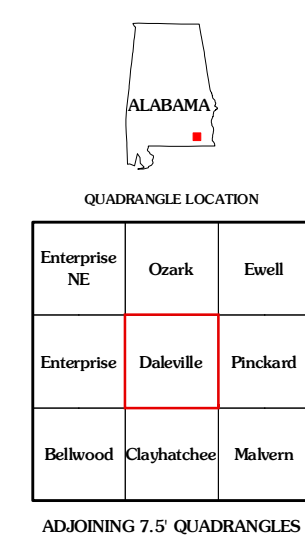 ALABAMA
QUADRANGLE LOCATION
Enterprise
NE
Ozark
Ewell
Enterprise
Daleville
Pinckard
Bellwood
Clayhatchee
Malvern
ADJOINING 7.5' QUADRANGLES